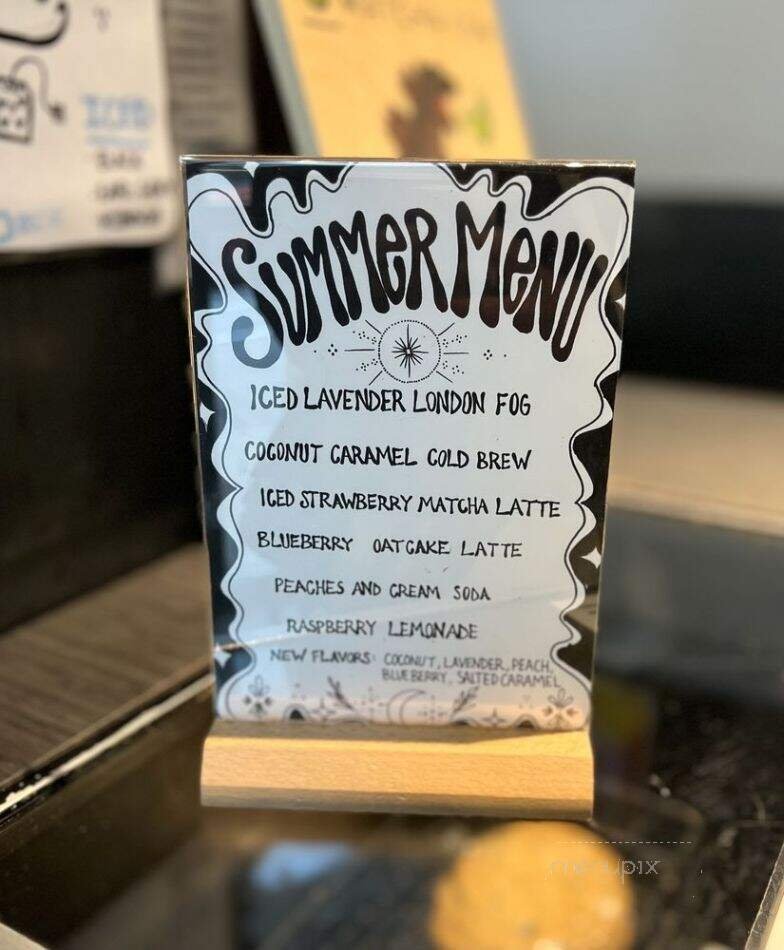 SUMMER MENU
ICED LAVENDER LONDON FOG
COCONUT CARAMEL COLD BREW
ICED STRAWBERRY MATCHA LATTE
BLUEBERRY OATCAKE LATTE
PEACHES AND CREAM SODA
RASPBERRY LEMONADE
NEW FLAVORS: COCONUT, LAVENDER, PEACH,
BLUEBERRY, SALTED CARAMEL
menupix